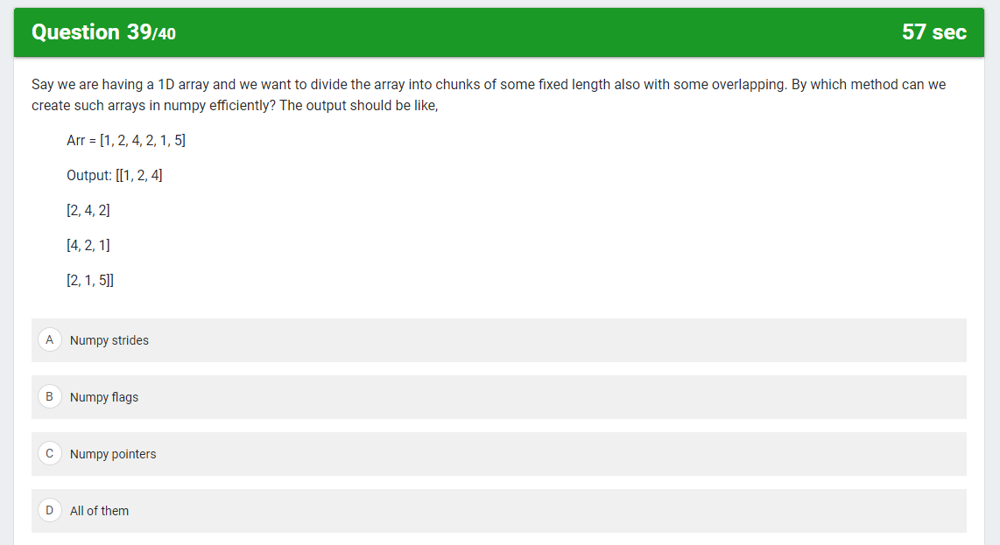 Question 39/40
57 sec
Say we are having a 1D array and we want to divide the array into chunks of some fixed length also with some overlapping. By which method can we
create such arrays in numpy efficiently? The output should be like,
Arr = [1, 2, 4, 2, 1, 5]
Output: [[1, 2, 4]
[2, 4, 2]
[4, 2, 1]
[2, 1, 5]]
A Numpy strides
B Numpy flags
C Numpy pointers
D All of them